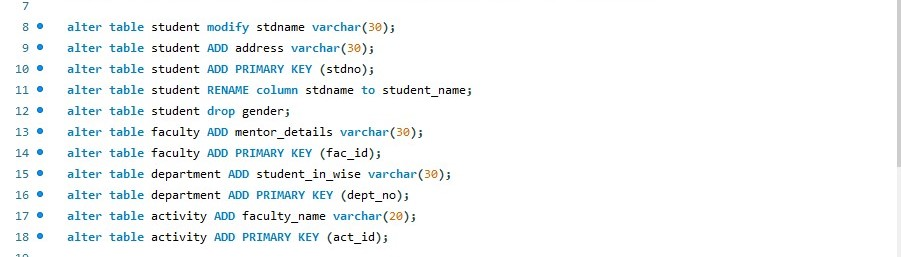 7
8 alter table student modify stdname varchar(30);
9 alter table student ADD address varchar(30);
10 alter table student ADD PRIMARY KEY (stdno);
11 alter table student RENAME column stdname to student_name;
12 alter table student drop gender;
13 alter table faculty ADD mentor_details varchar(30);
14 alter table faculty ADD PRIMARY KEY (fac_id);
15 alter table department ADD student_in_wise varchar(30);
16 alter table department ADD PRIMARY KEY (dept_no);
17 alter table activity ADD faculty_name varchar(20);
18 alter table activity ADD PRIMARY KEY (act_id);